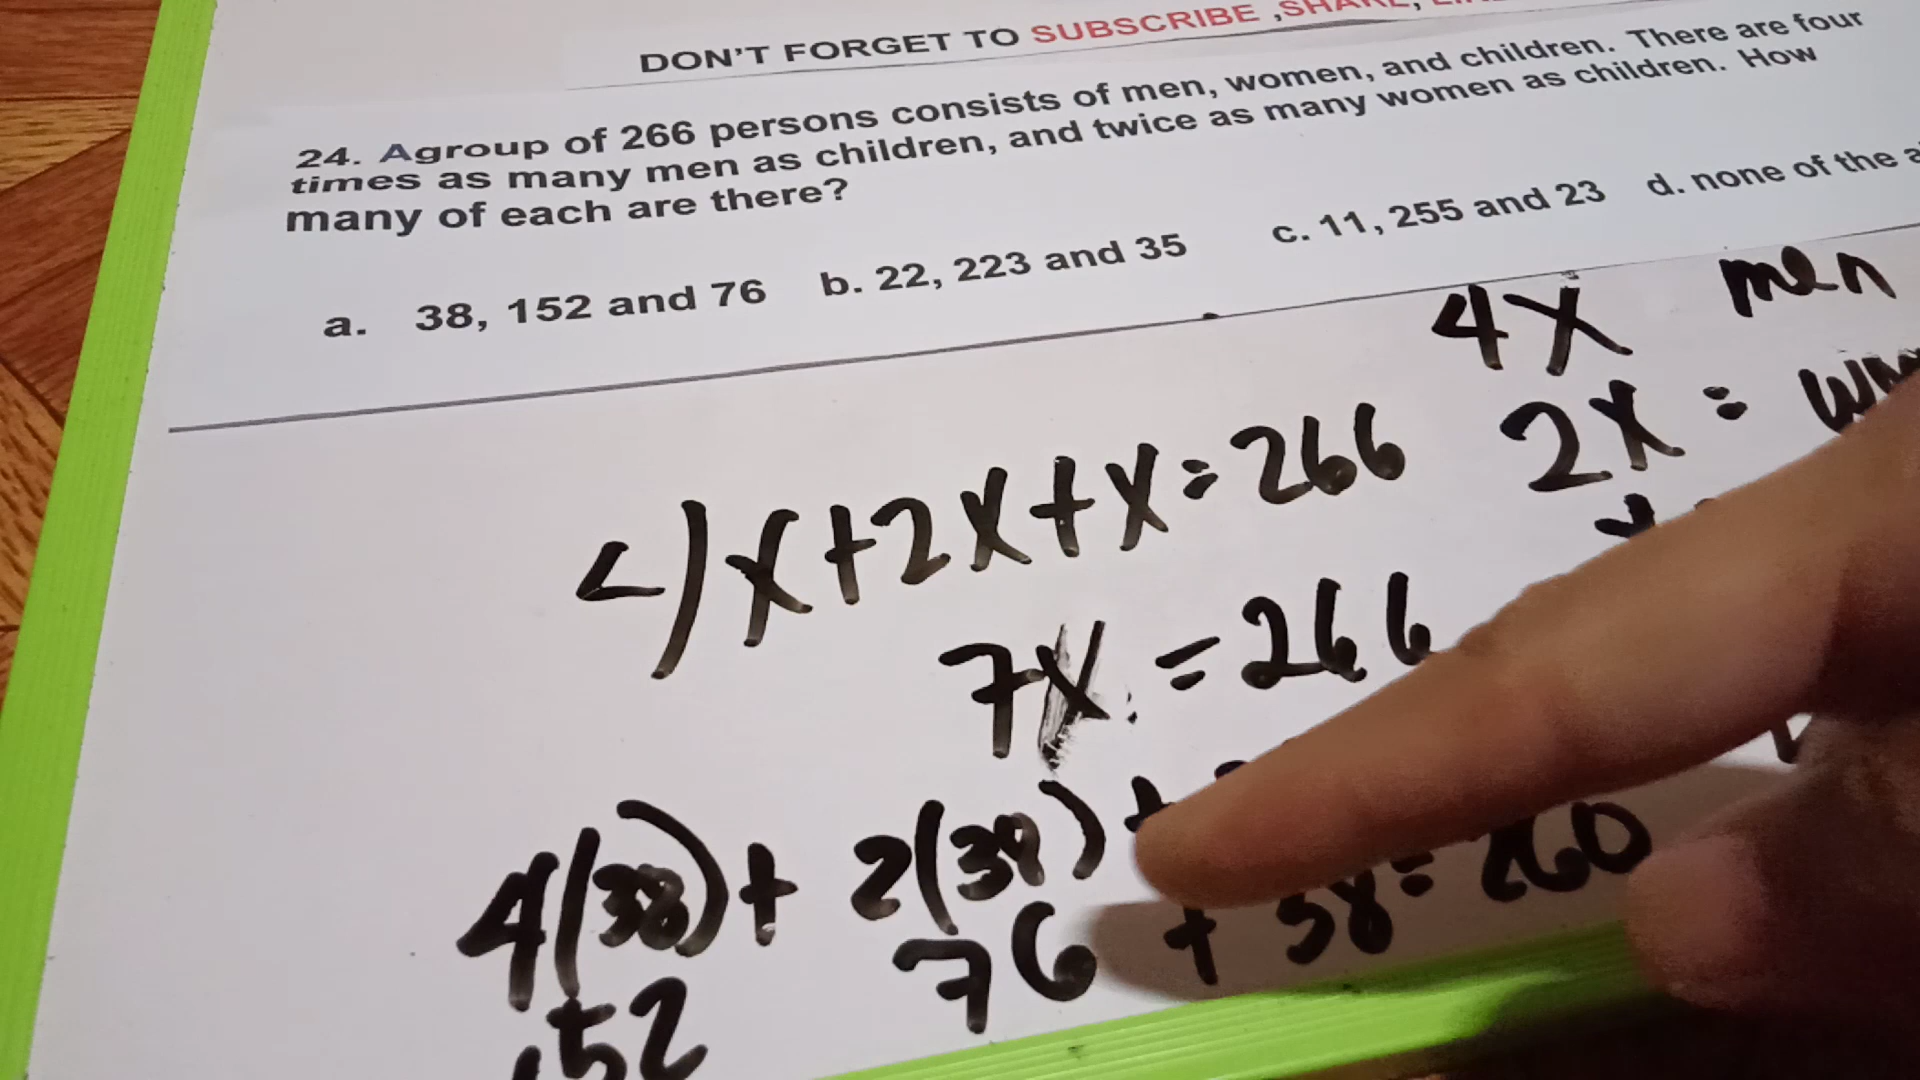 DON'T FORGET TO SUBSCRIBE ,SHARE,
24. Agroup of 266 persons consists of men, women, and children. There are four
times as many men as children, and twice as many women as children. How
many of each are there?
a. 38, 152 and 76 b. 22, 223 and 35 c. 11, 255 and 23 d. none of the
4X men
2X =
4)X+2X+X=266
7X = 266
4(38)+ 2(38) +
152 76 + 38=260